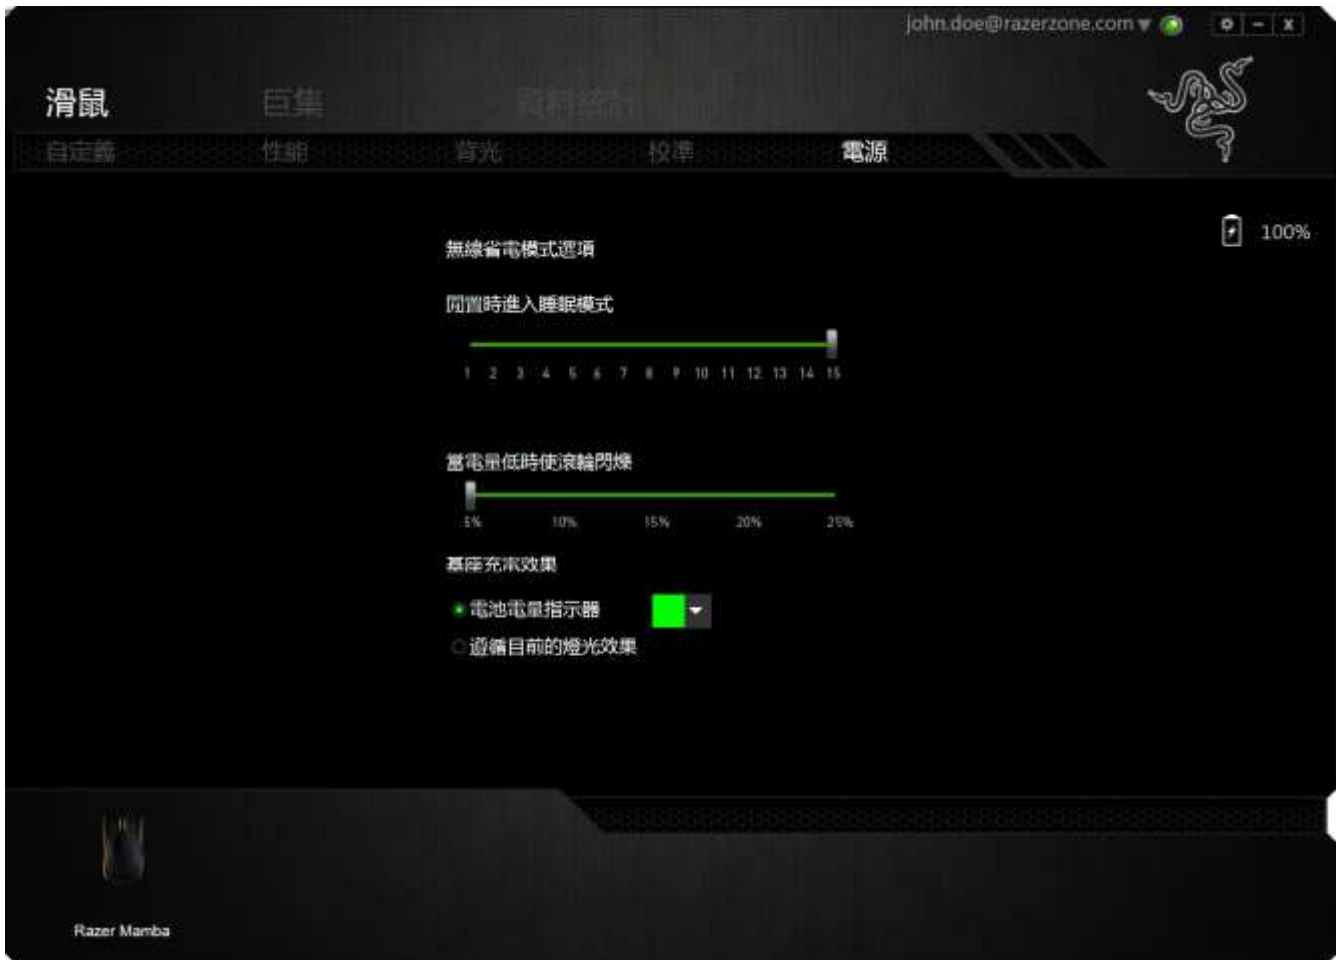 john.doe@razerzone.com
滑鼠 巨集 資料統計
自定義 性能 背光 校準 電源
100%
無線省電模式選項
閒置時進入睡眠模式
1 2 3 4 5 6 7 8 9 10 11 12 13 14 15
當電量低時使滾輪閃爍
5% 10% 15% 20% 25%
基座充電效果
電池電量指示器
遵循目前的燈光效果
Razer Mamba